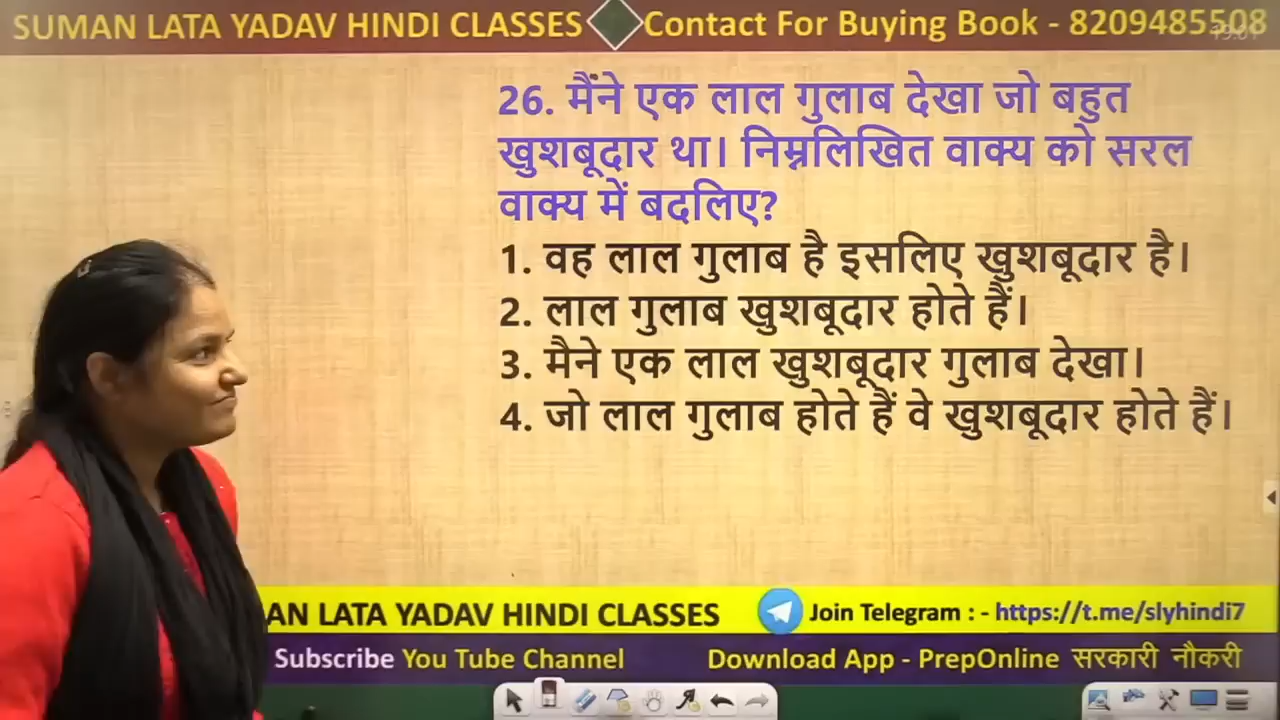 SUMAN LATA YADAV HINDI CLASSES Contact For Buying Book - 8209485508
26. मैंने एक लाल गुलाब देखा जो बहुत
खुशबूदार था। निम्नलिखित वाक्य को सरल
वाक्य में बदलिए?
1. वह लाल गुलाब है इसलिए खुशबूदार है।
2. लाल गुलाब खुशबूदार होते हैं।
3. मैने एक लाल खुशबूदार गुलाब देखा।
4. जो लाल गुलाब होते हैं वे खुशबूदार होते हैं।
AN LATA YADAV HINDI CLASSES Join Telegram : - https://t.me/slyhindi7
Subscribe You Tube Channel Download App - PrepOnline सरकारी नौकरी